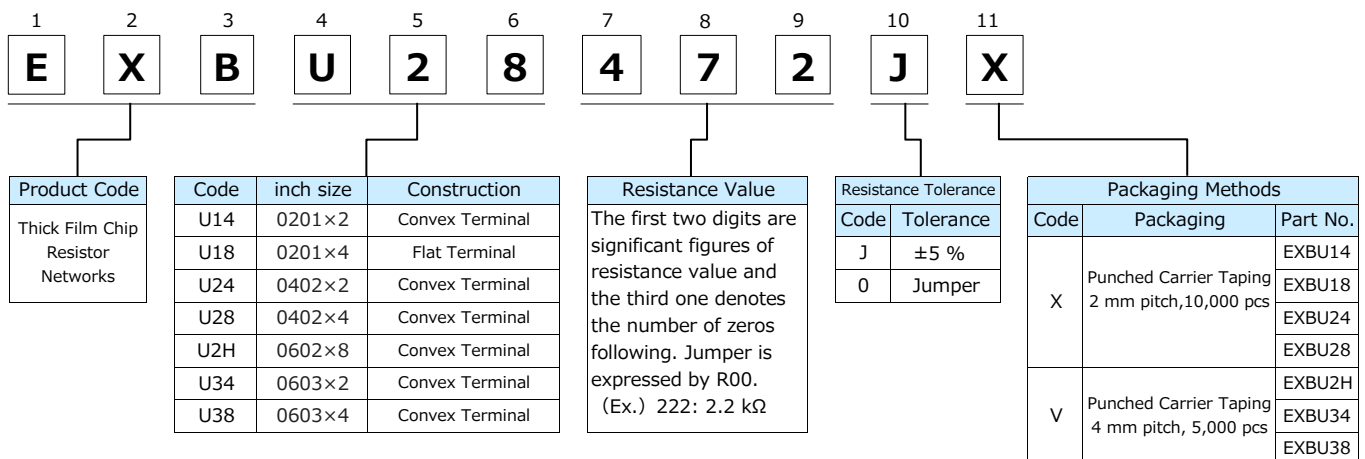 1 2 3 4 5 6 7 8 9 10 11
E X B U 2 8 4 7 2 J X
Product Code
Thick Film Chip
Resistor
Networks
Code inch size Construction
U14 0201×2 Convex Terminal
U18 0201×4 Flat Terminal
U24 0402×2 Convex Terminal
U28 0402×4 Convex Terminal
U2H 0602×8 Convex Terminal
U34 0603×2 Convex Terminal
U38 0603×4 Convex Terminal
Resistance Value
The first two digits are
significant figures of
resistance value and
the third one denotes
the number of zeros
following. Jumper is
expressed by R00.
（Ex.）222: 2.2 kΩ
Resistance Tolerance
Code Tolerance
J ±5 %
0 Jumper
Packaging Methods
Code Packaging Part No.
X
Punched Carrier Taping
2 mm pitch,10,000 pcs
EXBU14
EXBU18
EXBU24
EXBU28
V
Punched Carrier Taping
4 mm pitch, 5,000 pcs
EXBU2H
EXBU34
EXBU38